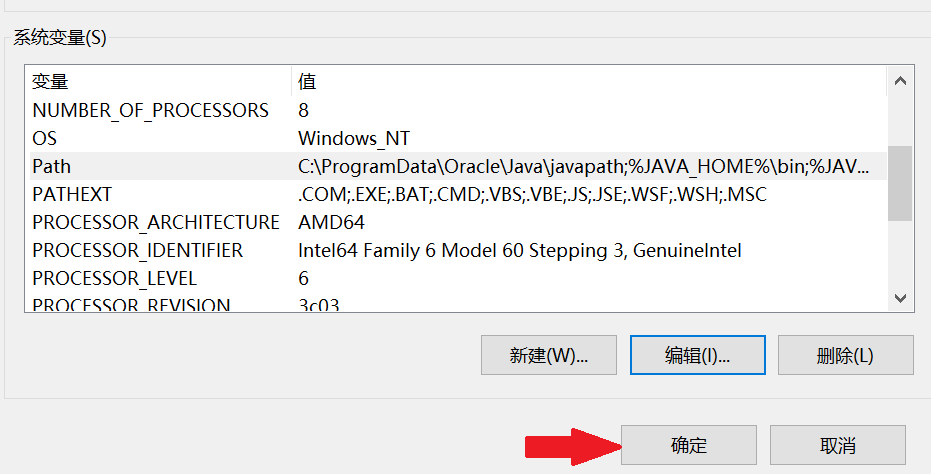 系统变量(S)
变量 值
NUMBER_OF_PROCESSORS 8
OS Windows_NT
Path C:\ProgramData\Oracle\Java\javapath;%JAVA_HOME%\bin;%JAV...
PATHEXT .COM;.EXE;.BAT;.CMD;.VBS;.VBE;.JS;.JSE;.WSF;.WSH;.MSC
PROCESSOR_ARCHITECTURE AMD64
PROCESSOR_IDENTIFIER Intel64 Family 6 Model 60 Stepping 3, GenuineIntel
PROCESSOR_LEVEL 6
PROCESSOR_REVISION 3c03
新建(W)... 编辑(I)... 删除(L)
确定 取消